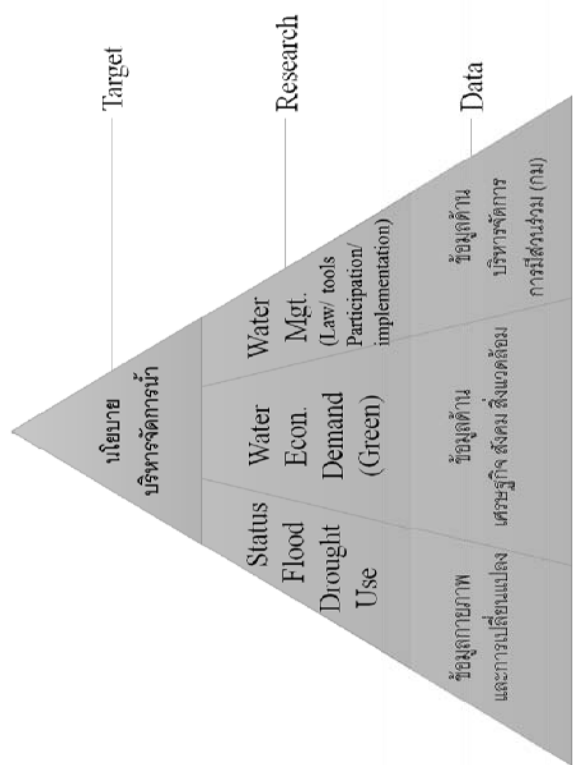 นโยบาย
บริหารจัดการน้ำ
Target
Status
Flood
Drought
Use
Water
Econ.
Demand
(Green)
Water
Mgt.
(Law/ tools
Participation/
implementation)
Research
ข้อมูลกายภาพ
และการเปลี่ยนแปลง
ข้อมูลด้าน
เศรษฐกิจ สังคม สิ่งแวดล้อม
ข้อมูลด้าน
บริหารจัดการ
การมีส่วนร่วม (กม)
Data